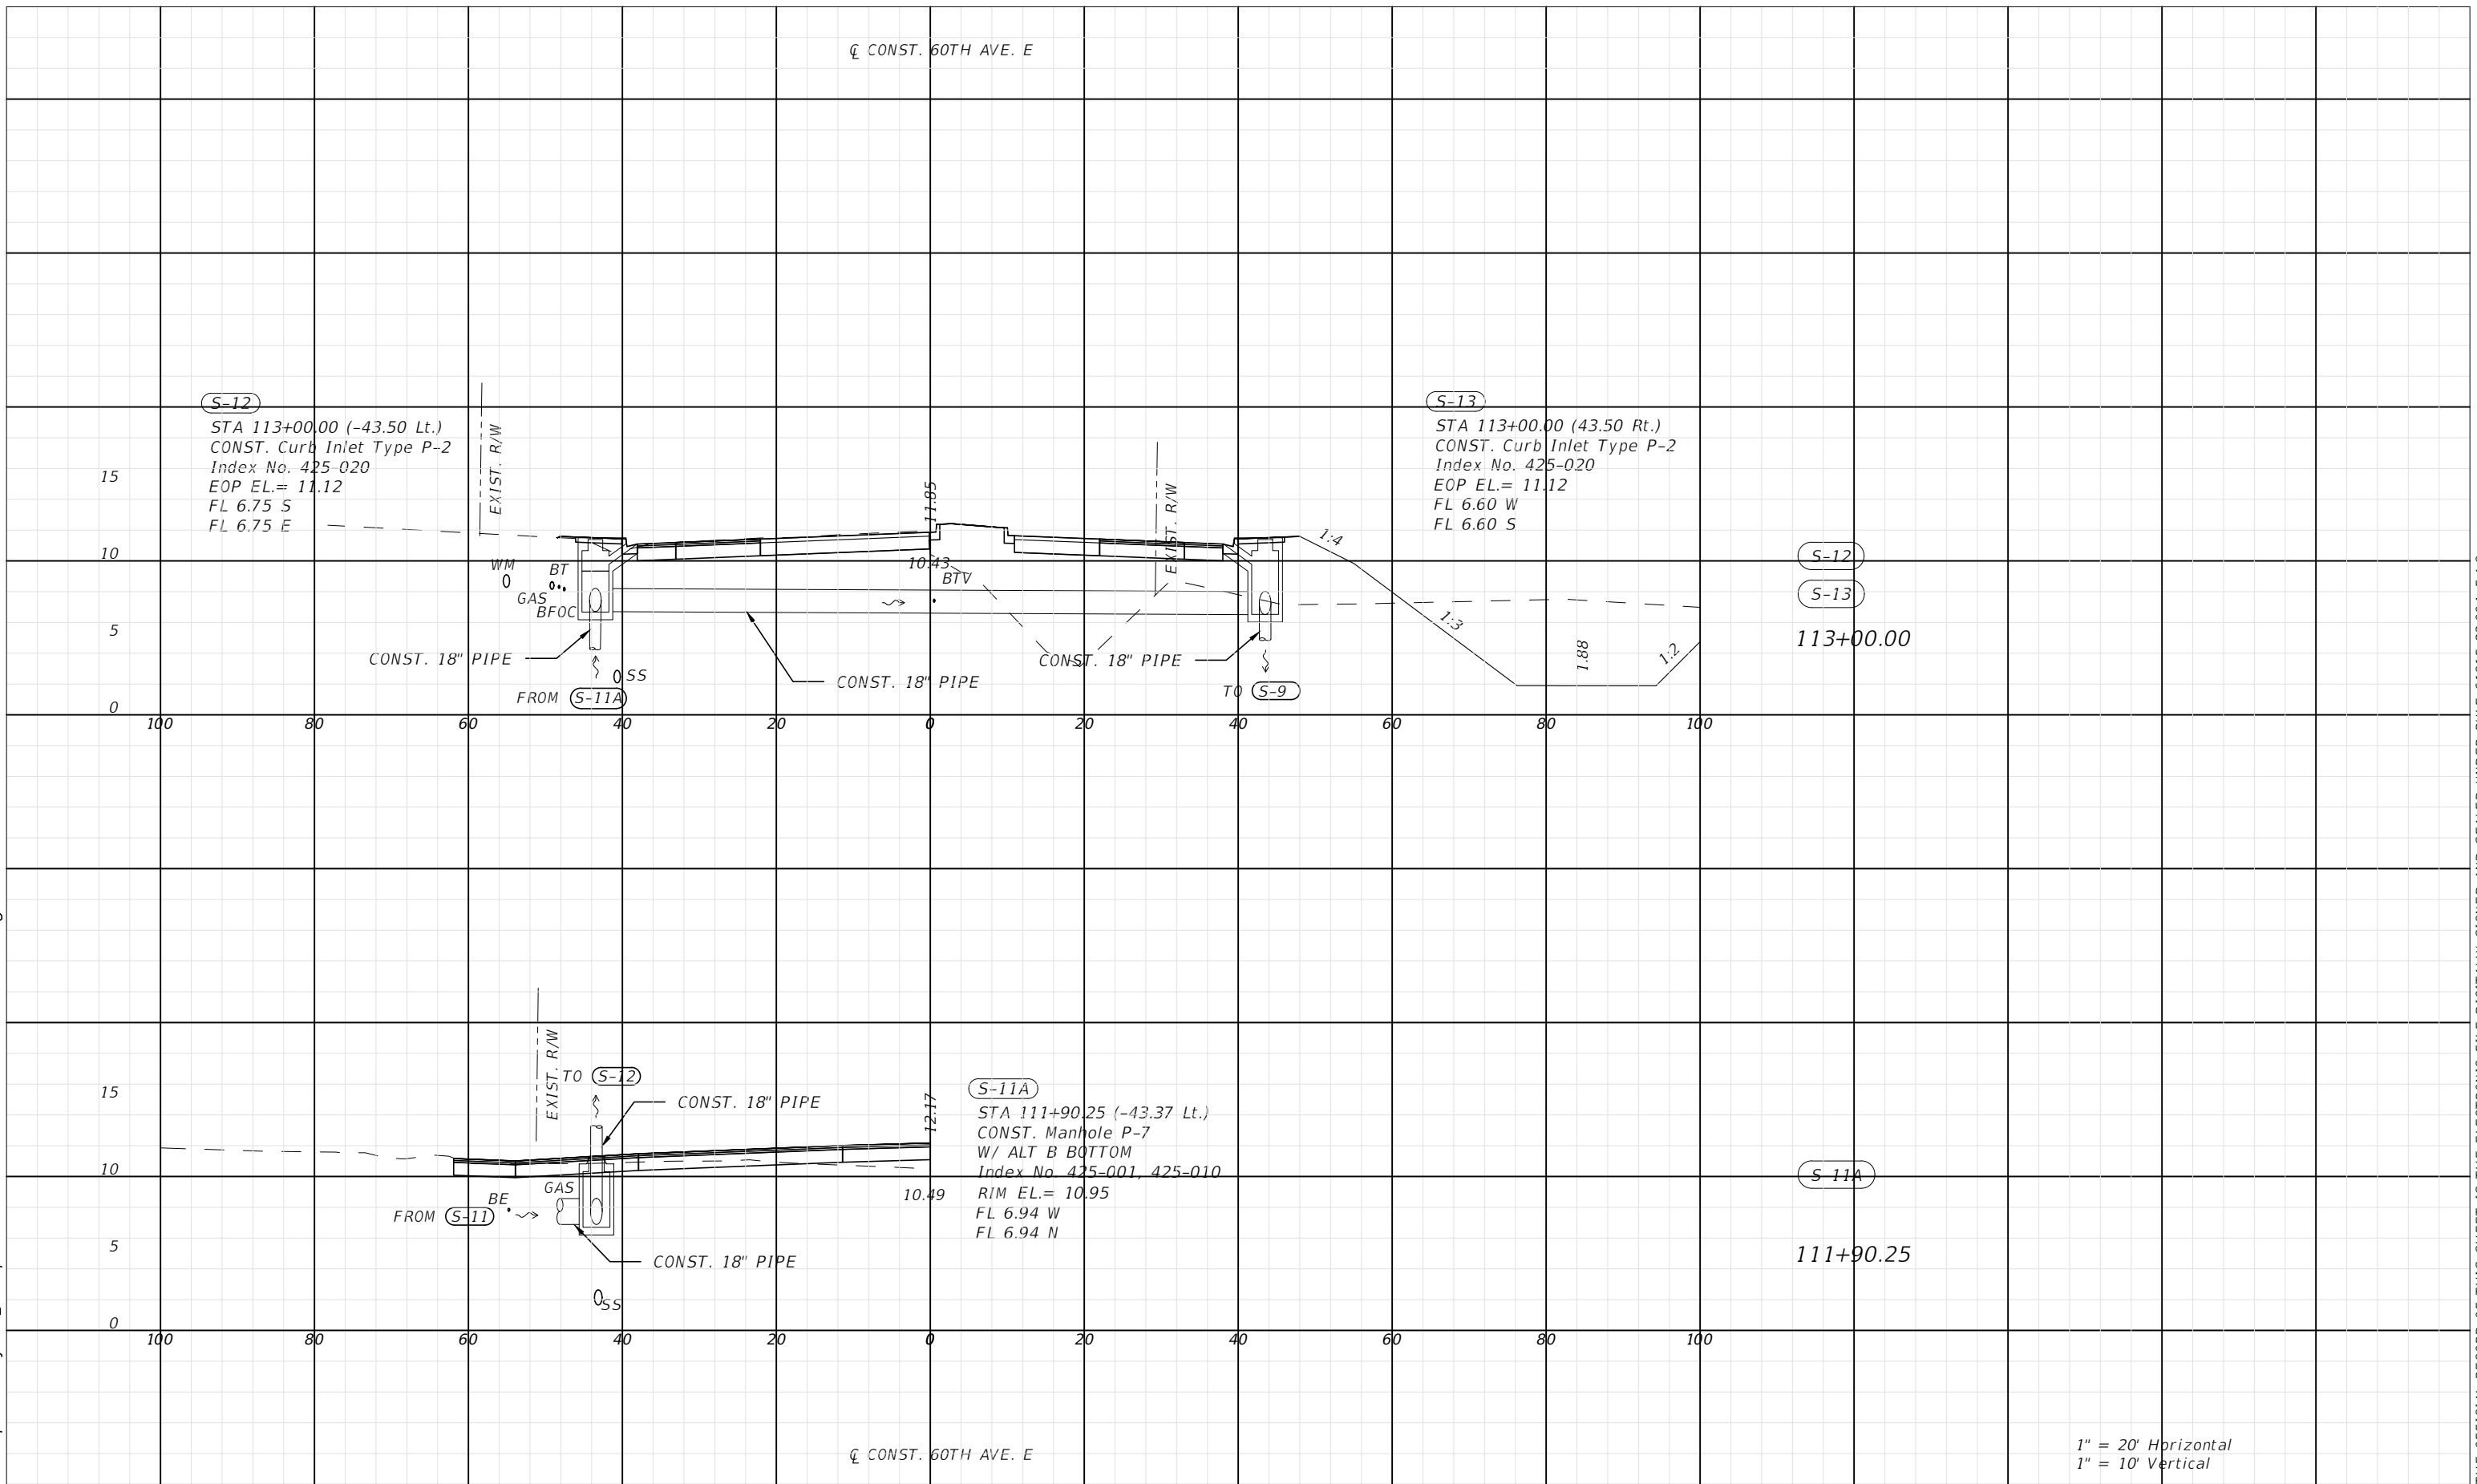 ℄ CONST. 60TH AVE. E
S-12
STA 113+00.00 (-43.50 Lt.)
CONST. Curb Inlet Type P-2
Index No. 425-020
EOP EL.= 11.12
FL 6.75 S
FL 6.75 E
EXIST. R/W
11.85
EXIST. R/W
S-13
STA 113+00.00 (43.50 Rt.)
CONST. Curb Inlet Type P-2
Index No. 425-020
EOP EL.= 11.12
FL 6.60 W
FL 6.60 S
15
10
5
0
WM
BT
GAS
BFOC
10.43
BTV
1:4
1:3
1.88
1:2
CONST. 18" PIPE
SS
FROM S-11A
CONST. 18" PIPE
CONST. 18" PIPE
TO S-9
S-12
S-13
113+00.00
100 80 60 40 20 0 20 40 60 80 100
EXIST. R/W
TO S-12
CONST. 18" PIPE
12.17
S-11A
STA 111+90.25 (-43.37 Lt.)
CONST. Manhole P-7
W/ ALT B BOTTOM
Index No. 425-001, 425-010
RIM EL.= 10.95
FL 6.94 W
FL 6.94 N
15
10
5
0
BE
GAS
FROM S-11
10.49
CONST. 18" PIPE
SS
S-11A
111+90.25
100 80 60 40 20 0 20 40 60 80 100
℄ CONST. 60TH AVE. E
1" = 20' Horizontal
1" = 10' Vertical